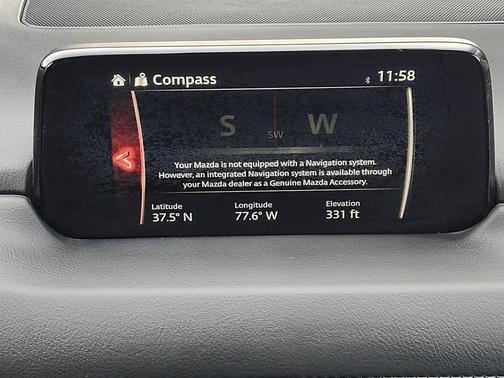 Compass
11:58
S SW W
Your Mazda is not equipped with a Navigation system.
However, an integrated Navigation system is available through
your Mazda dealer as a Genuine Mazda Accessory.
Latitude Longitude Elevation
37.5° N 77.6° W 331 ft